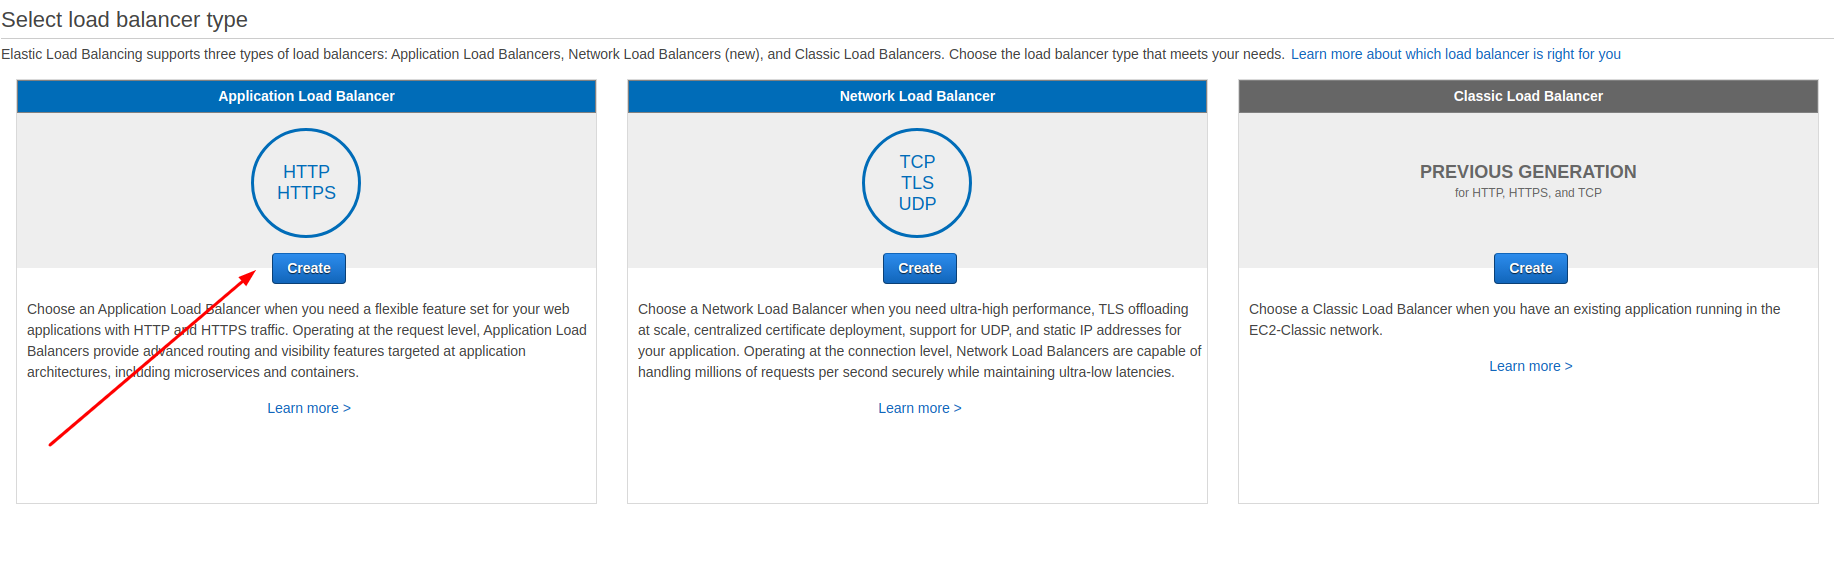 Select load balancer type
Elastic Load Balancing supports three types of load balancers: Application Load Balancers, Network Load Balancers (new), and Classic Load Balancers. Choose the load balancer type that meets your needs. Learn more about which load balancer is right for you
Application Load Balancer
HTTP
HTTPS
Create
Choose an Application Load Balancer when you need a flexible feature set for your web
applications with HTTP and HTTPS traffic. Operating at the request level, Application Load
Balancers provide advanced routing and visibility features targeted at application
architectures, including microservices and containers.
Learn more >
Network Load Balancer
TCP
TLS
UDP
Create
Choose a Network Load Balancer when you need ultra-high performance, TLS offloading
at scale, centralized certificate deployment, support for UDP, and static IP addresses for
your application. Operating at the connection level, Network Load Balancers are capable of
handling millions of requests per second securely while maintaining ultra-low latencies.
Learn more >
Classic Load Balancer
PREVIOUS GENERATION
for HTTP, HTTPS, and TCP
Create
Choose a Classic Load Balancer when you have an existing application running in the
EC2-Classic network.
Learn more >